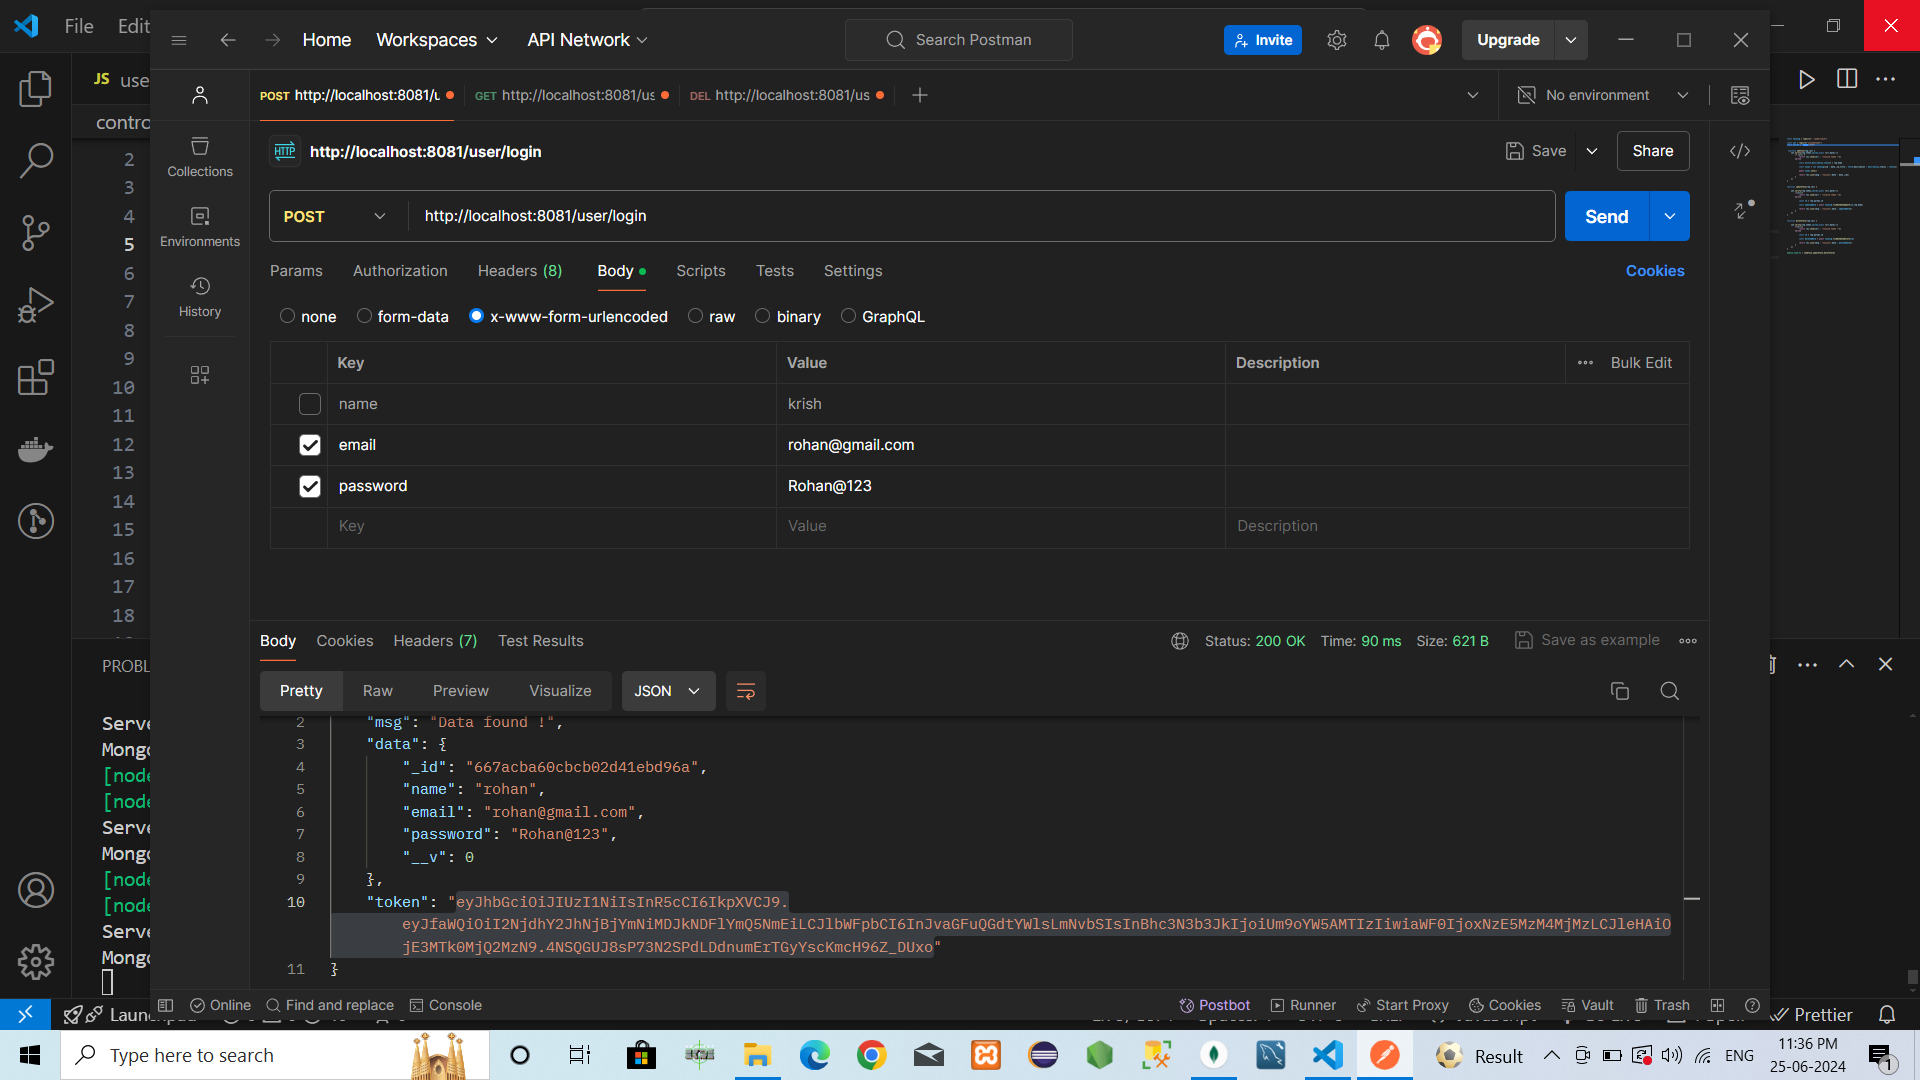 File Edit
Home Workspaces API Network Search Postman Invite Upgrade
JS use
POST http://localhost:8081/u GET http://localhost:8081/us DEL http://localhost:8081/us No environment
contro
HTTP http://localhost:8081/user/login Save Share
Collections
POST http://localhost:8081/user/login Send
Environments
Params Authorization Headers (8) Body Scripts Tests Settings Cookies
History
none form-data x-www-form-urlencoded raw binary GraphQL
Key Value Description Bulk Edit
name krish
email rohan@gmail.com
password Rohan@123
Key Value Description
2
3
4
5
6
7
8
9
10
11
12
13
14
15
16
17
18
Body Cookies Headers (7) Test Results Status: 200 OK Time: 90 ms Size: 621 B Save as example
PROBL
Pretty Raw Preview Visualize JSON
2 "msg": "Data found !",
3 "data": {
4 "_id": "667acba60cbcb02d41ebd96a",
5 "name": "rohan",
6 "email": "rohan@gmail.com",
7 "password": "Rohan@123",
8 "__v": 0
9 },
10 "token": "eyJhbGciOiJIUzI1NiIsInR5cCI6IkpXVCJ9.
eyJfaWQiOiI2NjdhY2JhNjBjYmNiMDJkNDFlYmQ5NmEiLCJlbWFpbCI6InJvaGFuQGdtYWlsLmNvbSIsInBhc3N3b3JkIjoiUm9oYW5AMTIzIiwiaWF0IjoxNzE5MzM4MjMzLCJleHAiO
jE3MTk0MjQ2MzN9.4NSQGUJ8sP73N2SPdLDdnumErTGyYscKmcH96Z_DUxo"
11 }
Serve
Mongo
[node
[node
Serve
Mongo
[node
[node
Serve
Mongo
Online Find and replace Console Postbot Runner Start Proxy Cookies Vault Trash
Prettier
Type here to search Result ENG 11:36 PM
25-06-2024
1